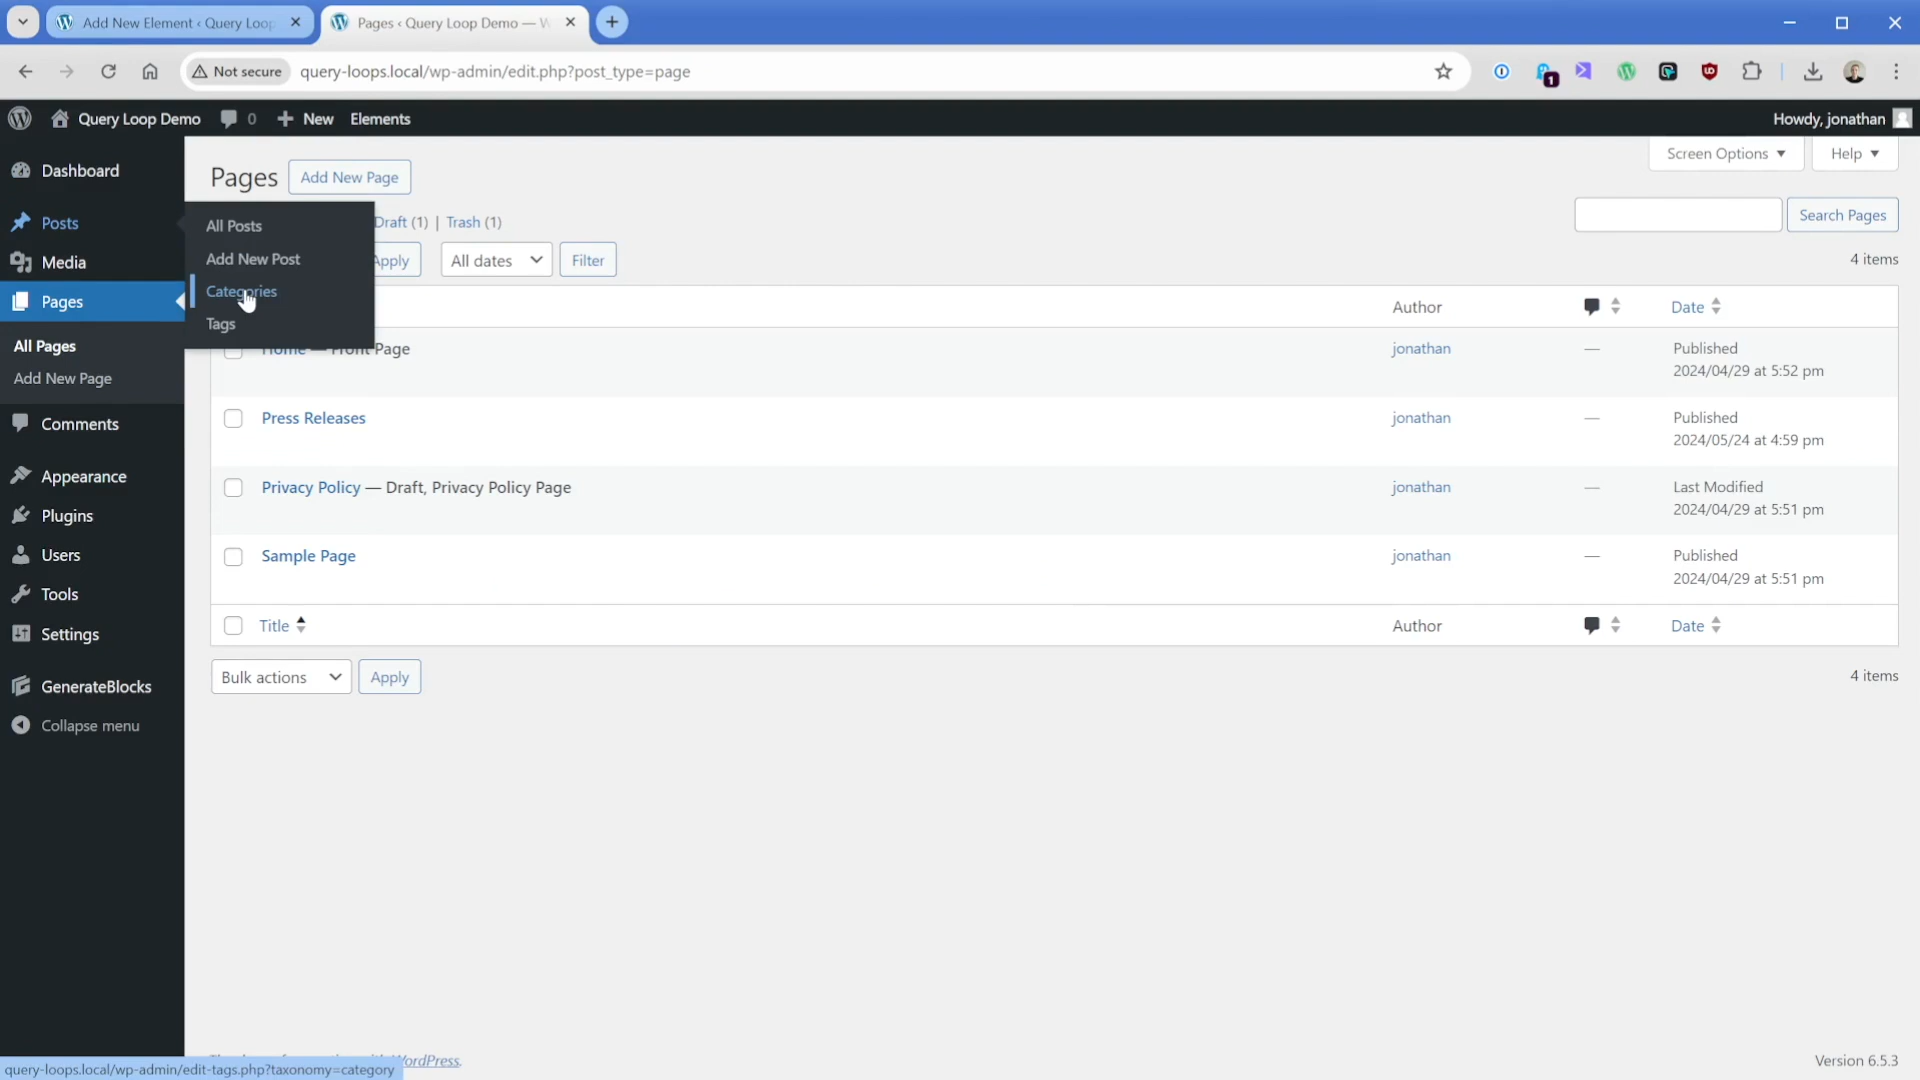 Add New Element ‹ Query Loop
Pages ‹ Query Loop Demo — W
Not secure
query-loops.local/wp-admin/edit.php?post_type=page
1
Query Loop Demo
0
New
Elements
Howdy, jonathan
Screen Options
Help
Dashboard
Posts
Media
Pages
All Pages
Add New Page
Comments
Appearance
Plugins
Users
Tools
Settings
GenerateBlocks
Collapse menu
All Posts
Add New Post
Categories
Tags
Pages
Add New Page
Draft (1) | Trash (1)
Search Pages
Apply
All dates
Filter
4 items
Author
Date
Home — Front Page
jonathan
—
Published
2024/04/29 at 5:52 pm
Press Releases
jonathan
—
Published
2024/05/24 at 4:59 pm
Privacy Policy — Draft, Privacy Policy Page
jonathan
—
Last Modified
2024/04/29 at 5:51 pm
Sample Page
jonathan
—
Published
2024/04/29 at 5:51 pm
Title
Author
Date
Bulk actions
Apply
4 items
WordPress.
Version 6.5.3
query-loops.local/wp-admin/edit-tags.php?taxonomy=category